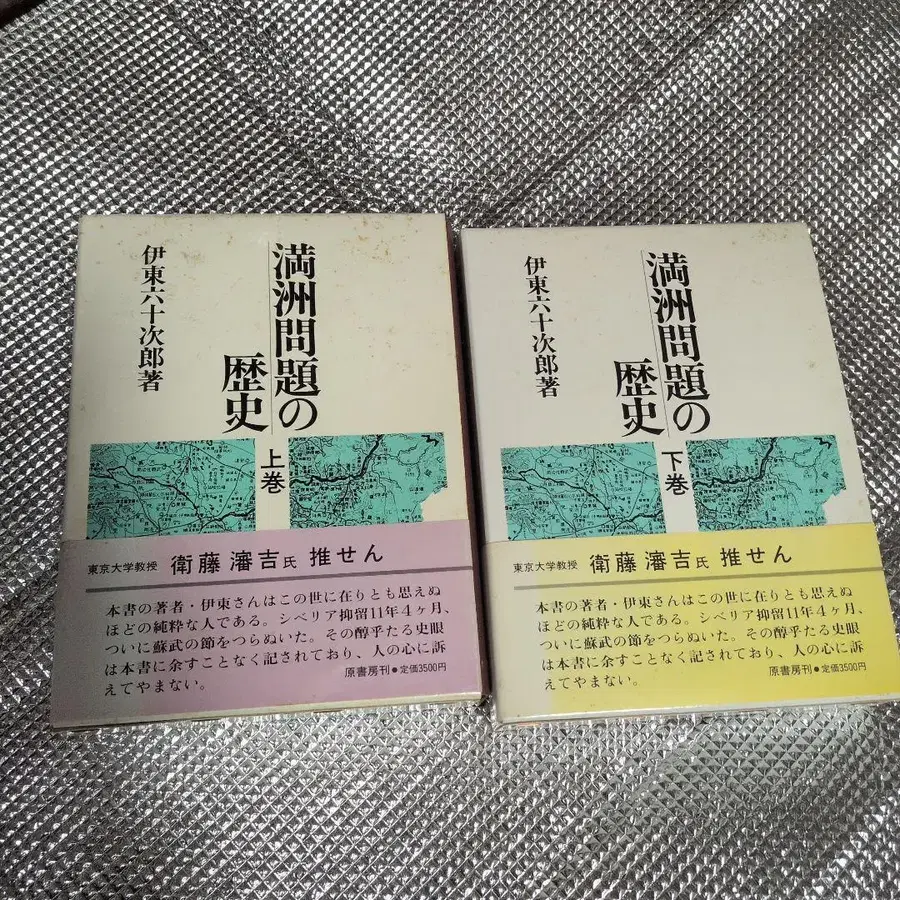 満洲問題の
歴史
上巻
伊東六十次郎著
東京大学教授 衛藤瀋吉氏 推せん
本書の著者・伊東さんはこの世に在りとも思えぬ
ほどの純粋な人である。シベリア抑留11年4ヶ月、
ついに蘇武の節をつらぬいた。その醇乎たる史眼
は本書に余すことなく記されており、人の心に訴
えてやまない。
原書房刊●定価3500円
満洲問題の
歴史
下巻
伊東六十次郎著
東京大学教授 衛藤瀋吉氏 推せん
本書の著者・伊東さんはこの世に在りとも思えぬ
ほどの純粋な人である。シベリア抑留11年4ヶ月、
ついに蘇武の節をつらぬいた。その醇乎たる史眼
は本書に余すことなく記されており、人の心に訴
えてやまない。
原書房刊●定価3500円